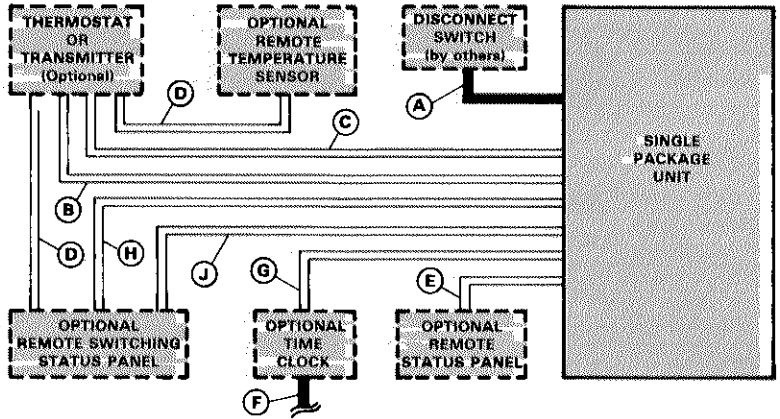 THERMOSTAT
OR
TRANSMITTER
(Optional)
OPTIONAL
REMOTE
TEMPERATURE
SENSOR
DISCONNECT
SWITCH
(by others)
SINGLE
PACKAGE
UNIT
A
D
C
B
D
H
J
G
E
OPTIONAL
REMOTE SWITCHING
STATUS PANEL
OPTIONAL
TIME
CLOCK
OPTIONAL
REMOTE
STATUS PANEL
F